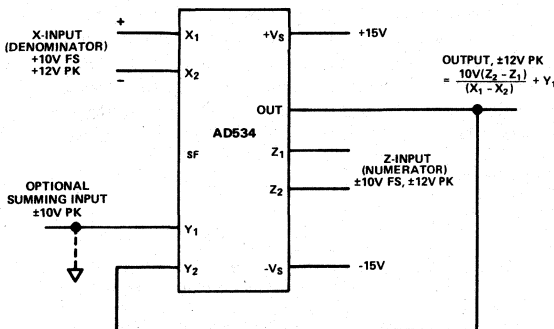 +
X-INPUT
(DENOMINATOR)
+10V FS
+12V PK
−
X1
X2
+VS
+15V
OUTPUT, ±12V PK
= 10V(Z2 – Z1) / (X1 – X2) + Y1
OUT
AD534
SF
Z1
Z2
Z-INPUT
(NUMERATOR)
±10V FS, ±12V PK
OPTIONAL
SUMMING INPUT
±10V PK
Y1
Y2
-VS
-15V